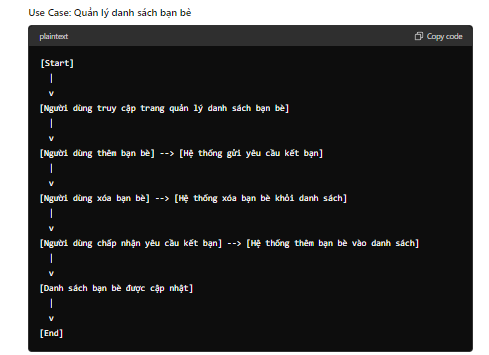 Use Case: Quản lý danh sách bạn bè
plaintext Copy code
[Start]
|
v
[Người dùng truy cập trang quản lý danh sách bạn bè]
|
v
[Người dùng thêm bạn bè] --> [Hệ thống gửi yêu cầu kết bạn]
|
v
[Người dùng xóa bạn bè] --> [Hệ thống xóa bạn bè khỏi danh sách]
|
v
[Người dùng chấp nhận yêu cầu kết bạn] --> [Hệ thống thêm bạn bè vào danh sách]
|
v
[Danh sách bạn bè được cập nhật]
|
v
[End]